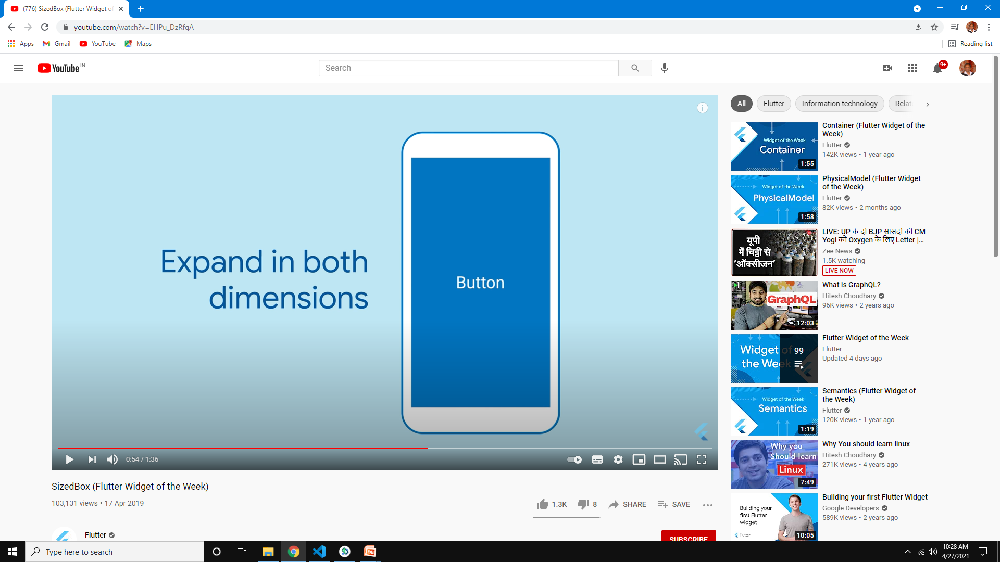 (776) SizedBox (Flutter Widget of
youtube.com/watch?v=EHPu_DzRfqA
Apps
Gmail
YouTube
Maps
Reading list
YouTube IN
Search
9+
Expand in both
dimensions
Button
0:54 / 1:36
SizedBox (Flutter Widget of the Week)
103,131 views • 17 Apr 2019
1.3K
8
SHARE
SAVE
Flutter
SUBSCRIBE
All
Flutter
Information technology
Relat
Widget of the Week
Container
1:55
Container (Flutter Widget of the
Week)
Flutter
142K views • 1 year ago
Widget of the Week
PhysicalModel
1:58
PhysicalModel (Flutter Widget
of the Week)
Flutter
82K views • 2 months ago
यूपी
में चिट्ठी से
'ऑक्सीजन'
LIVE: UP के दो BJP सांसदों की CM
Yogi को Oxygen के लिए Letter |...
Zee News
1.5K watching
LIVE NOW
GraphQL
12:03
What is GraphQL?
Hitesh Choudhary
96K views • 2 years ago
Widget of
the Week
99
Flutter Widget of the Week
Flutter
Updated 4 days ago
Widget of the Week
Semantics
1:19
Semantics (Flutter Widget of
the Week)
Flutter
120K views • 1 year ago
Why you
Should learn
Linux
7:49
Why You should learn linux
Hitesh Choudhary
271K views • 4 years ago
Building your
first Flutter
widget
Flutter
10:05
Building your first Flutter Widget
Google Developers
589K views • 2 years ago
Type here to search
10:28 AM
4/27/2021